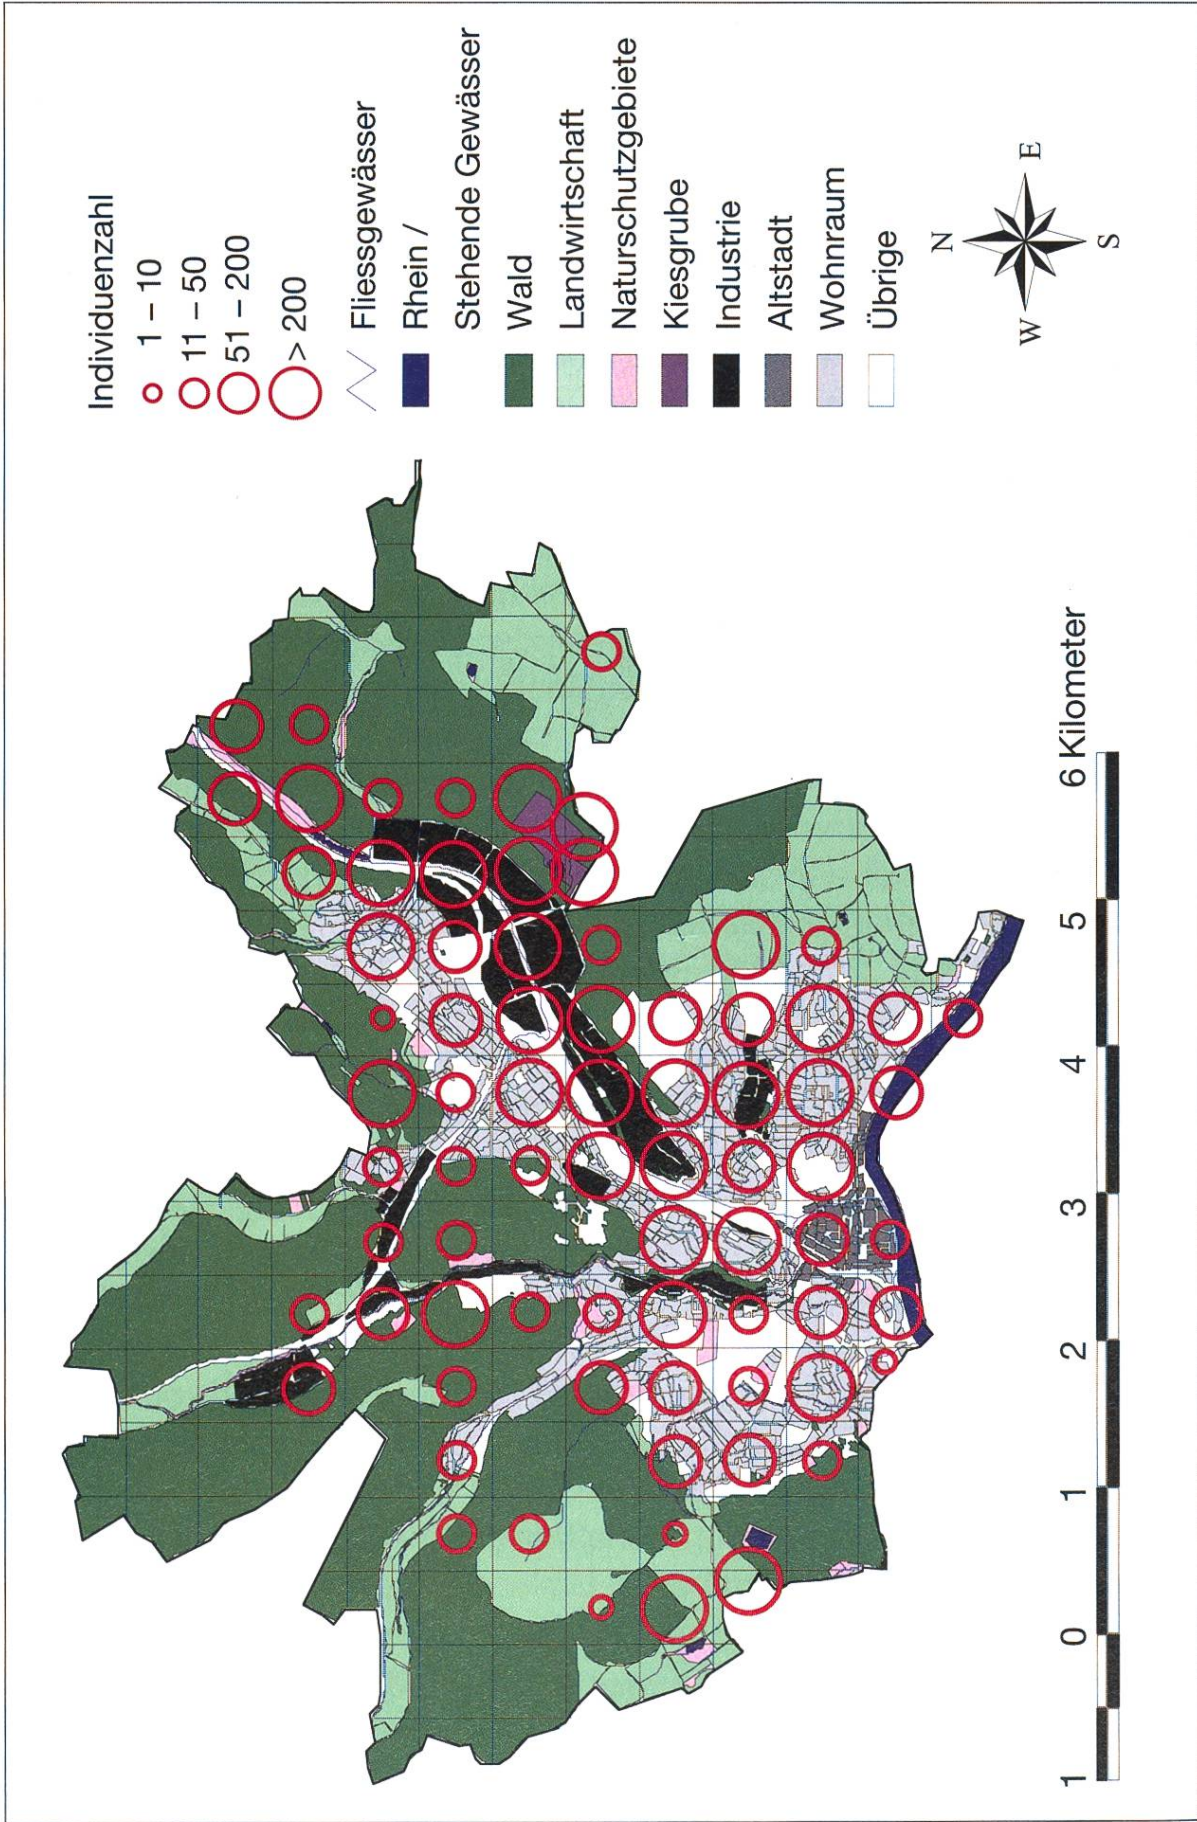 Individuenzahl
1 – 10
11 – 50
51 – 200
> 200
Fliessgewässer
Rhein /
Stehende Gewässer
Wald
Landwirtschaft
Naturschutzgebiete
Kiesgrube
Industrie
Altstadt
Wohnraum
Übrige
N
W
E
S
1
0
1
2
3
4
5
6 Kilometer